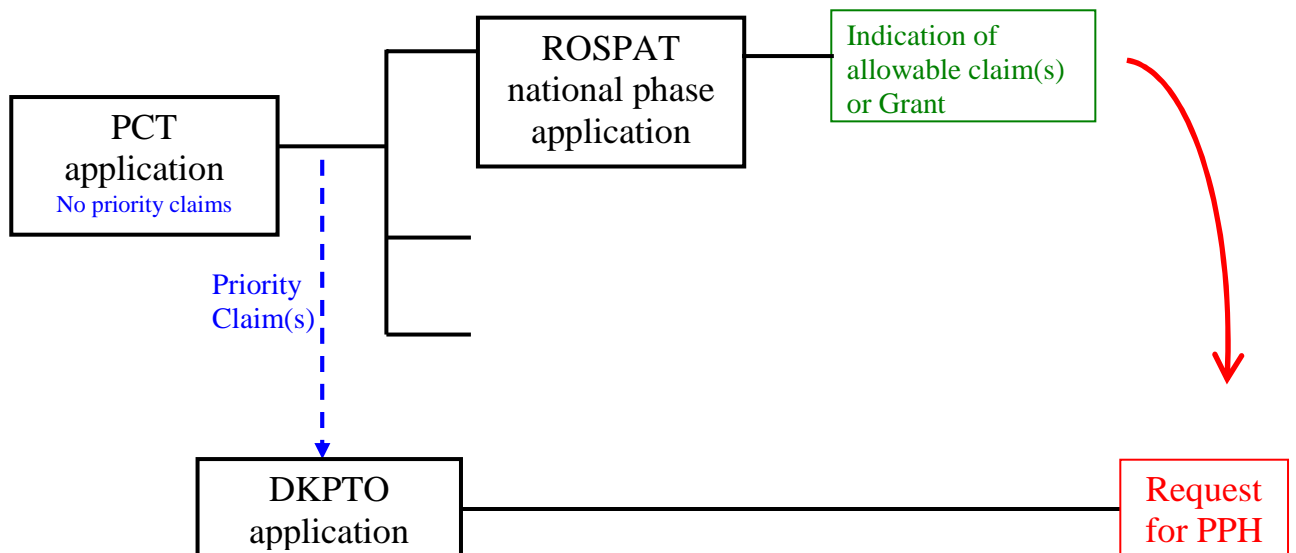 PCT
application
No priority claims
ROSPAT
national phase
application
Indication of
allowable claim(s)
or Grant
Priority
Claim(s)
DKPTO
application
Request
for PPH